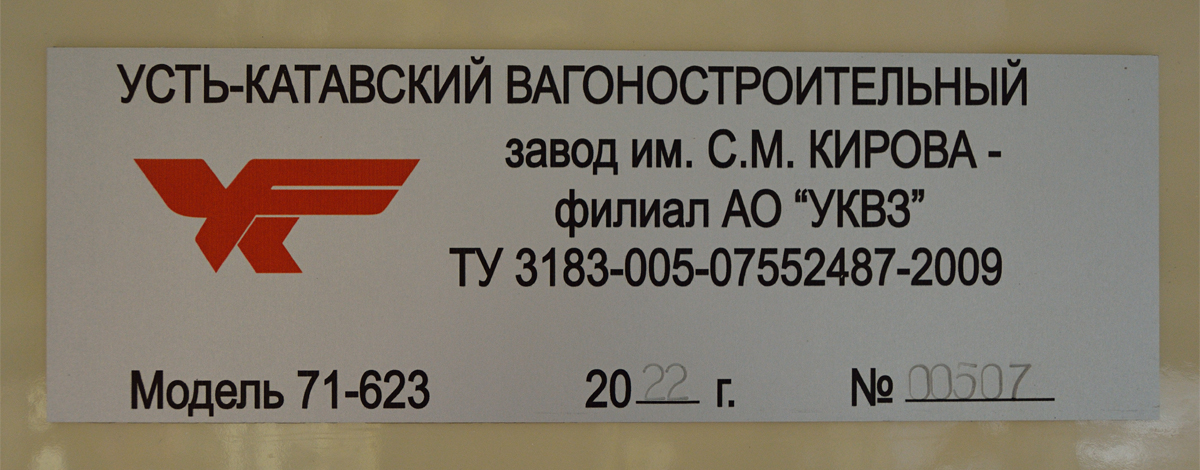 УСТЬ-КАТАВСКИЙ ВАГОНОСТРОИТЕЛЬНЫЙ
завод им. С.М. КИРОВА -
филиал АО “УКВЗ”
ТУ 3183-005-07552487-2009
Модель 71-623 2022 г. № 00507